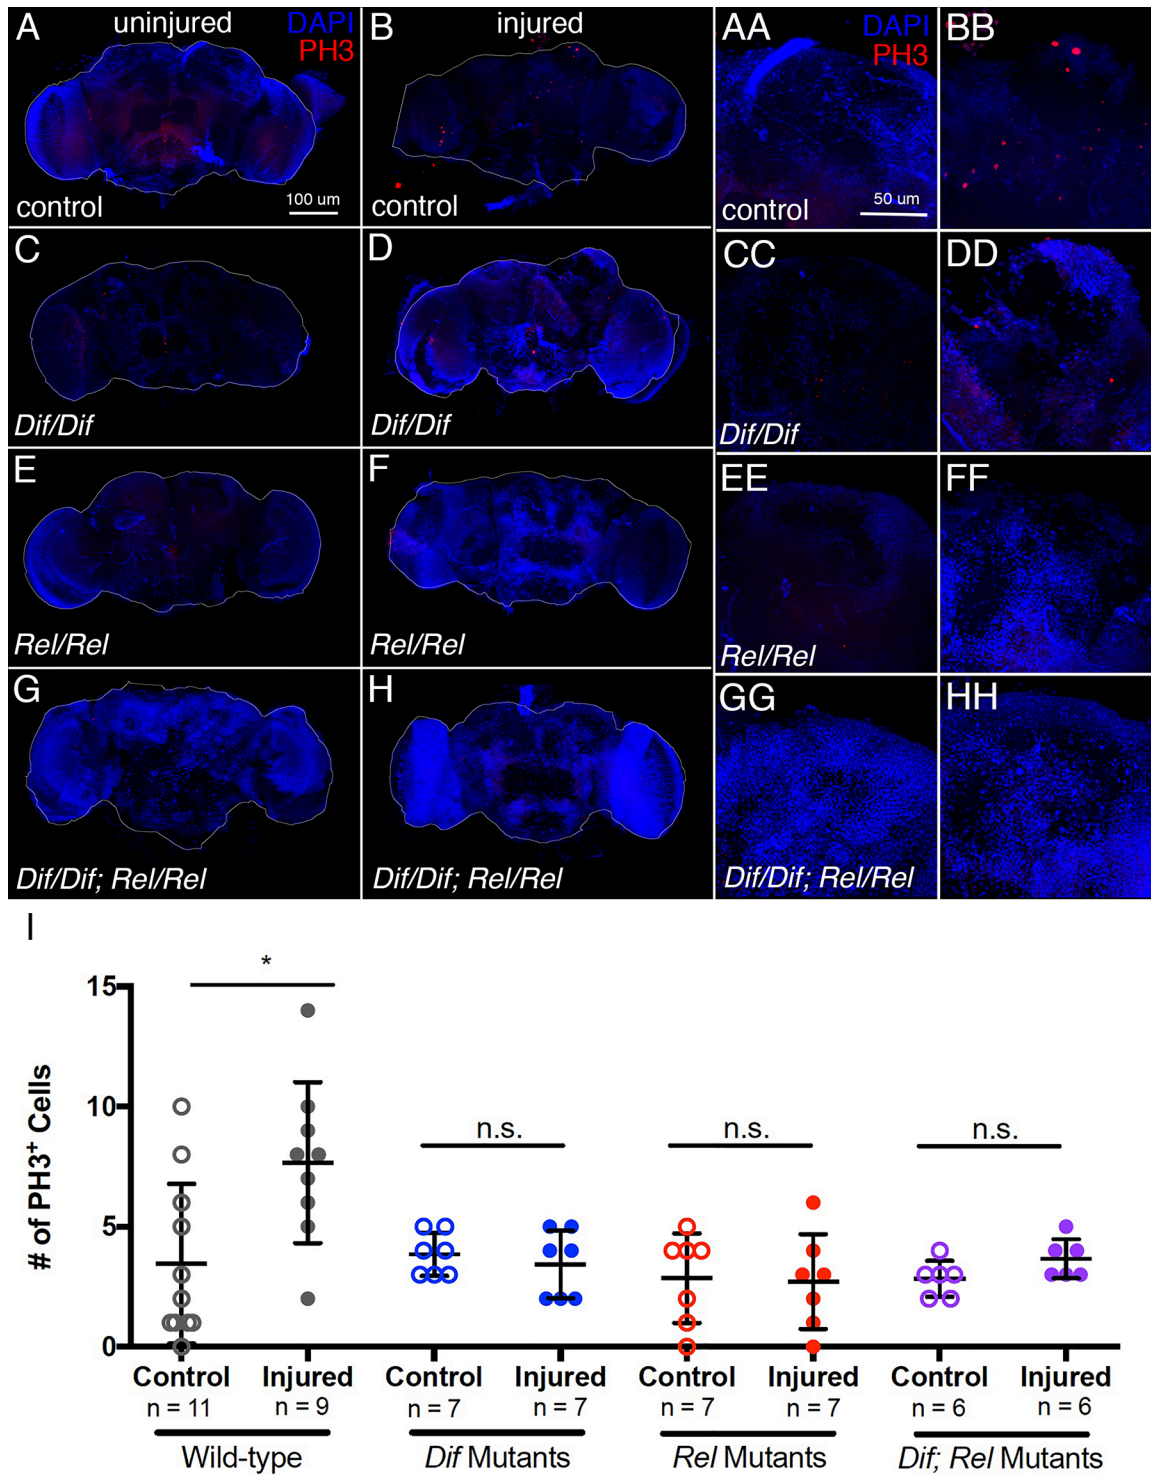 A uninjured DAPI PH3 control 100 um
B injured control
AA DAPI PH3 control 50 um
BB
C Dif/Dif
D Dif/Dif
CC Dif/Dif
DD
E Rel/Rel
F Rel/Rel
EE Rel/Rel
FF
G Dif/Dif; Rel/Rel
H Dif/Dif; Rel/Rel
GG Dif/Dif; Rel/Rel
HH
I
# of PH3+ Cells
15
10
5
0
*
n.s. n.s. n.s.
Control Injured Control Injured Control Injured Control Injured
n = 11 n = 9 n = 7 n = 7 n = 7 n = 7 n = 6 n = 6
Wild-type Dif Mutants Rel Mutants Dif; Rel Mutants